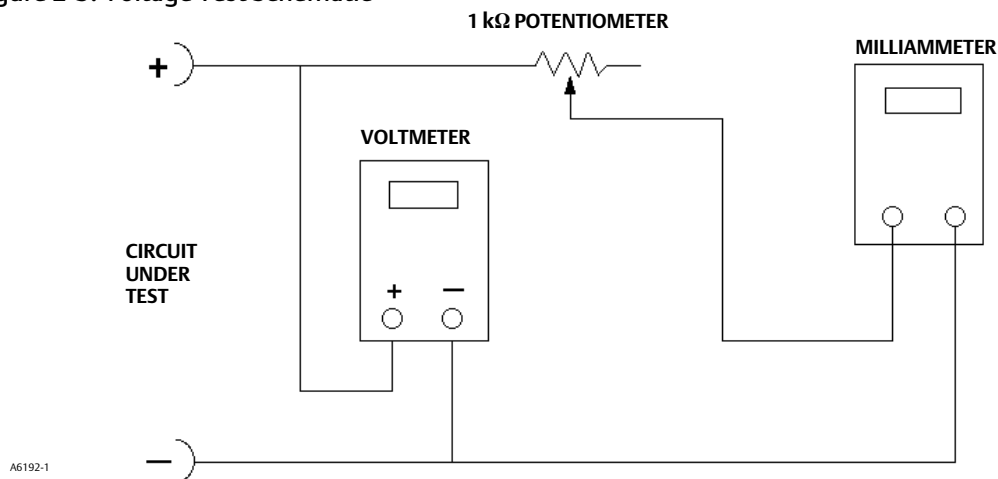 1 kΩ POTENTIOMETER
MILLIAMMETER
+
VOLTMETER
CIRCUIT
UNDER
TEST
+ —
—
A6192-1